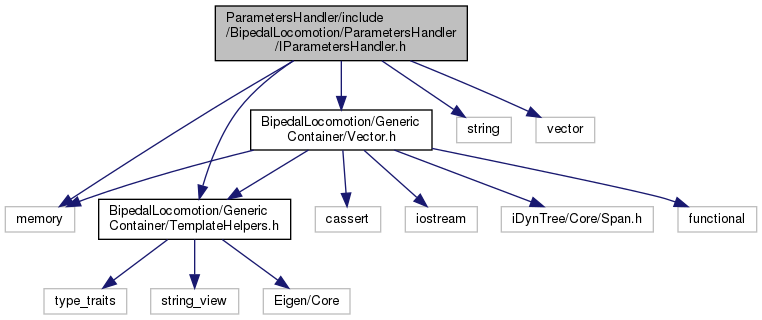 ParametersHandler/include
/BipedalLocomotion/ParametersHandler
/IParametersHandler.h
BipedalLocomotion/Generic
Container/Vector.h
string
vector
memory
BipedalLocomotion/Generic
Container/TemplateHelpers.h
cassert
iostream
iDynTree/Core/Span.h
functional
type_traits
string_view
Eigen/Core